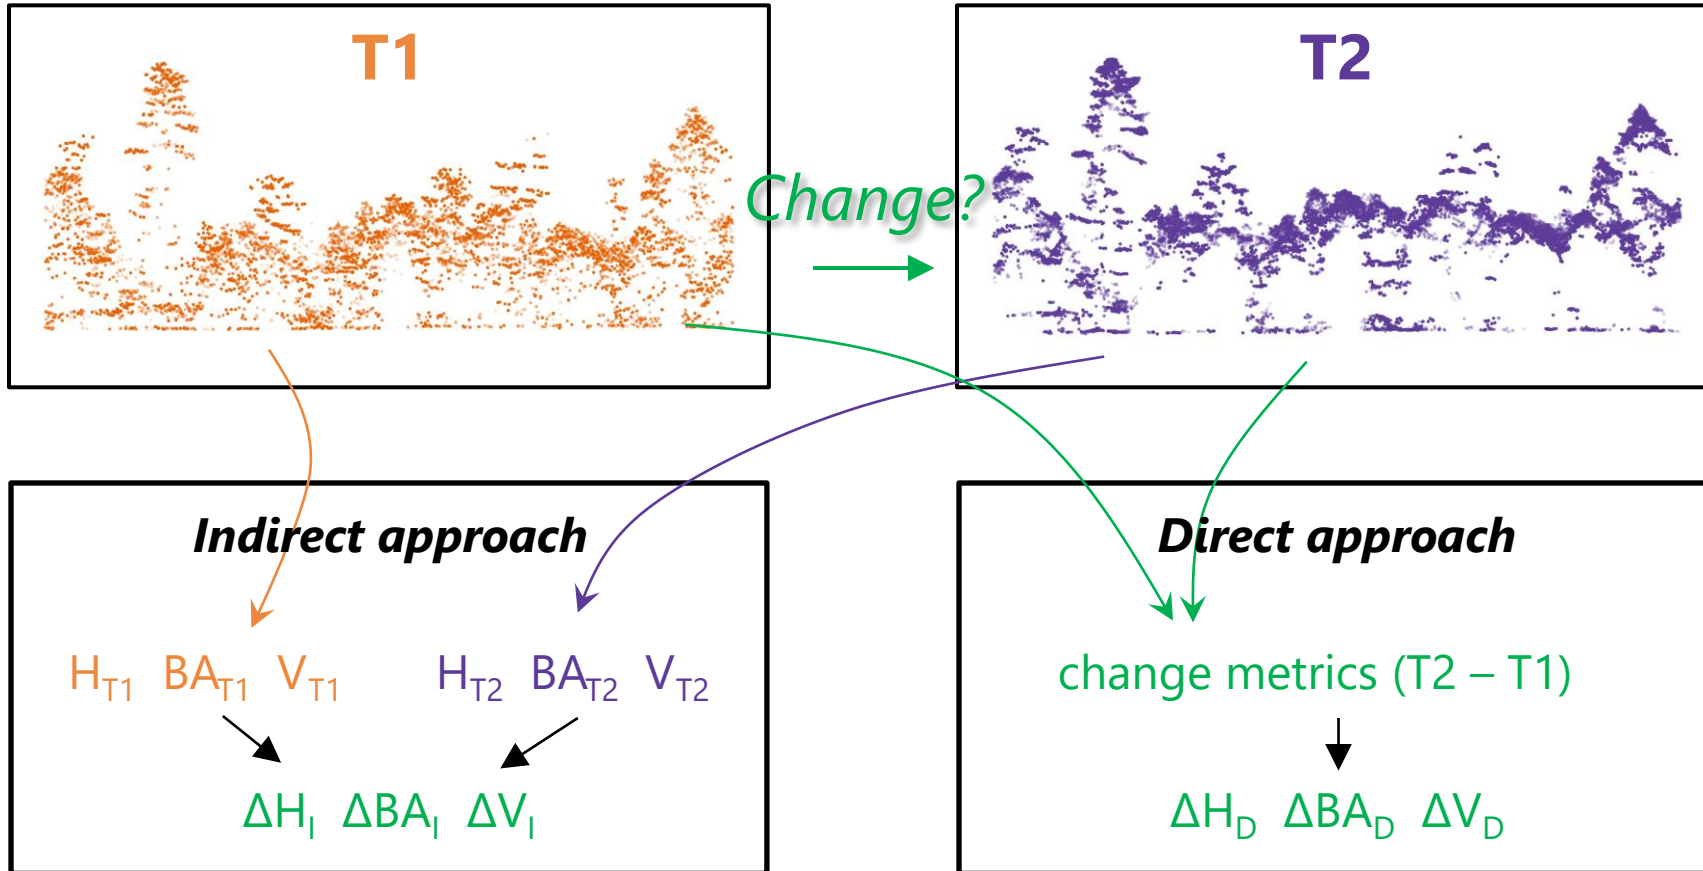 T1
T2
Change?
Indirect approach
H_T1 BA_T1 V_T1
H_T2 BA_T2 V_T2
ΔH_I ΔBA_I ΔV_I
Direct approach
change metrics (T2 – T1)
ΔH_D ΔBA_D ΔV_D